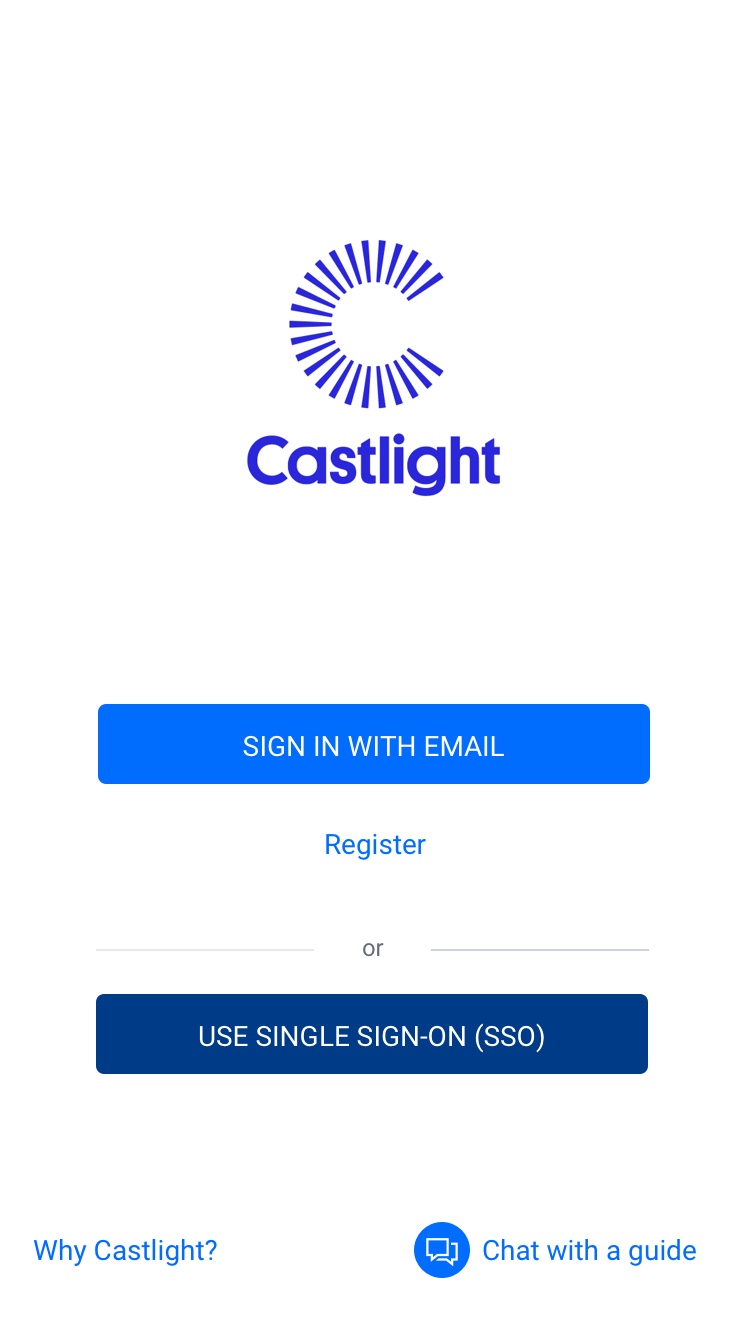 Castlight
SIGN IN WITH EMAIL
Register
or
USE SINGLE SIGN-ON (SSO)
Why Castlight?
Chat with a guide